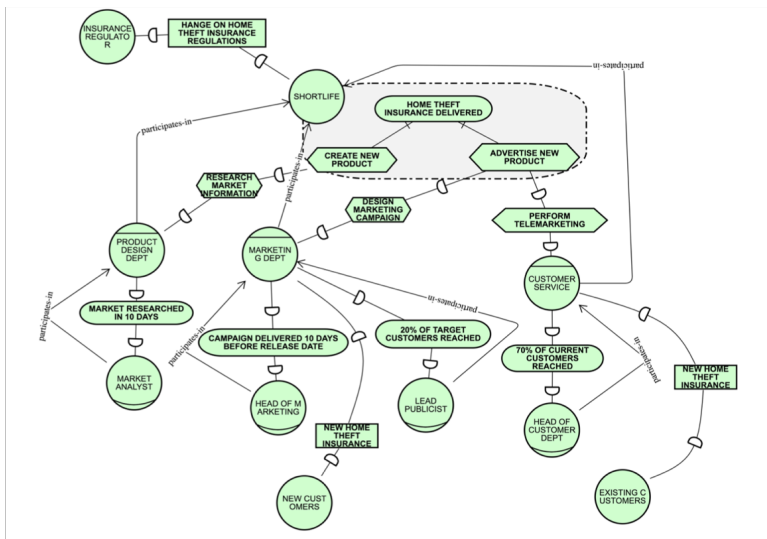 INSURANCE
REGULATO
R
HANGE ON HOME
THEFT INSURANCE
REGULATIONS
participates-in
SHORTLIFE
HOME THEFT
INSURANCE DELIVERED
participates-in
CREATE NEW
PRODUCT
ADVERTISE NEW
PRODUCT
participates-in
RESEARCH
MARKET
INFORMATION
DESIGN
MARKETING
CAMPAIGN
PERFORM
TELEMARKETING
PRODUCT
DESIGN
DEPT
MARKETIN
G DEPT
CUSTOMER
SERVICE
participates-in
MARKET RESEARCHED
IN 10 DAYS
participates-in
participates-in
CAMPAIGN DELIVERED 10 DAYS
BEFORE RELEASE DATE
20% OF TARGET
CUSTOMERS REACHED
70% OF CURRENT
CUSTOMERS
REACHED
participates-in
NEW HOME
THEFT
INSURANCE
MARKET
ANALYST
HEAD OF M
ARKETING
LEAD
PUBLICIST
HEAD OF
CUSTOMER
DEPT
NEW HOME
THEFT
INSURANCE
NEW CUST
OMERS
EXISTING C
USTOMERS